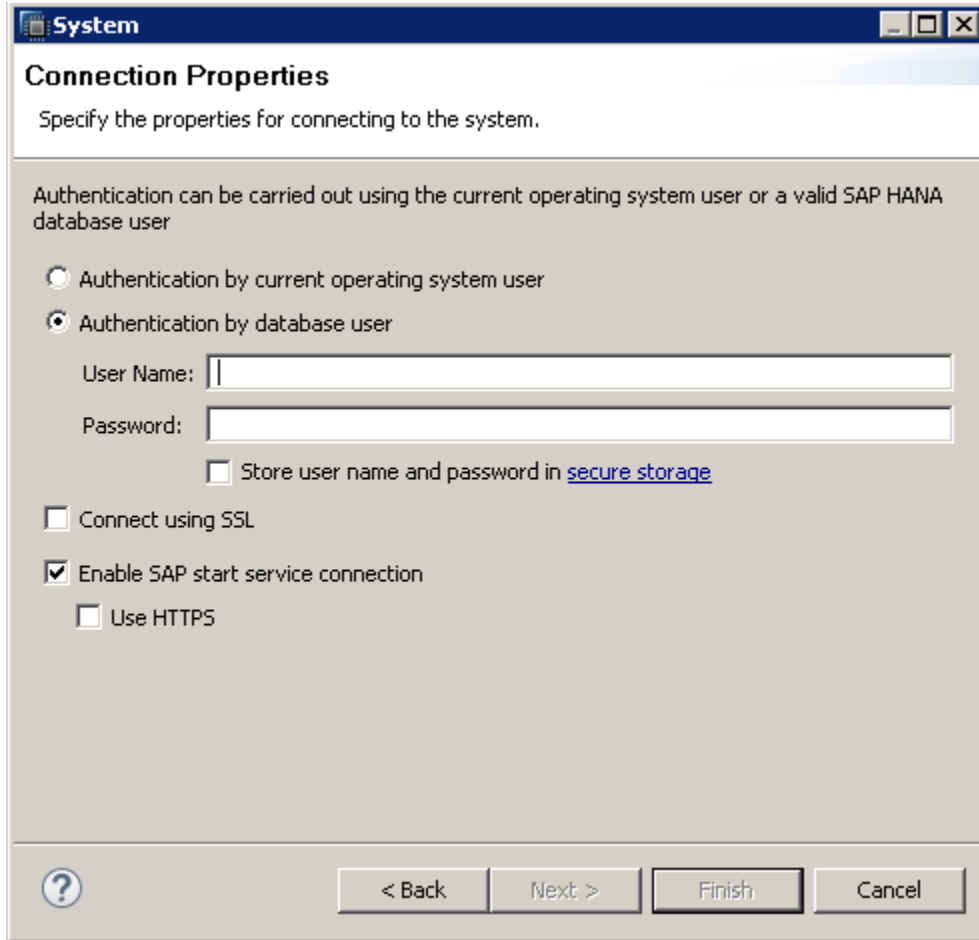 System
Connection Properties
Specify the properties for connecting to the system.
Authentication can be carried out using the current operating system user or a valid SAP HANA
database user
Authentication by current operating system user
Authentication by database user
User Name:
Password:
Store user name and password in secure storage
Connect using SSL
Enable SAP start service connection
Use HTTPS
?
< Back Next > Finish Cancel